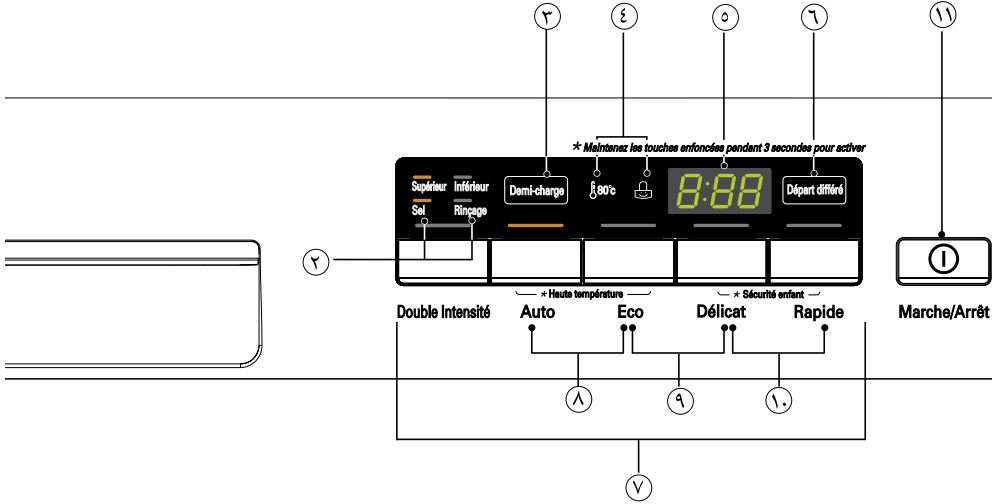 ٣ ٤ ٥ ٦ ١١
* Maintenez les touches enfoncées pendant 3 secondes pour activer
Supérieur Inférieur Demi-charge 80°c 8:88 Départ différé
Sel Rinçage
٢
* Haute température * Sécurité enfant
Double Intensité Auto Eco Délicat Rapide Marche/Arrêt
٨ ٩ ١٠
٧